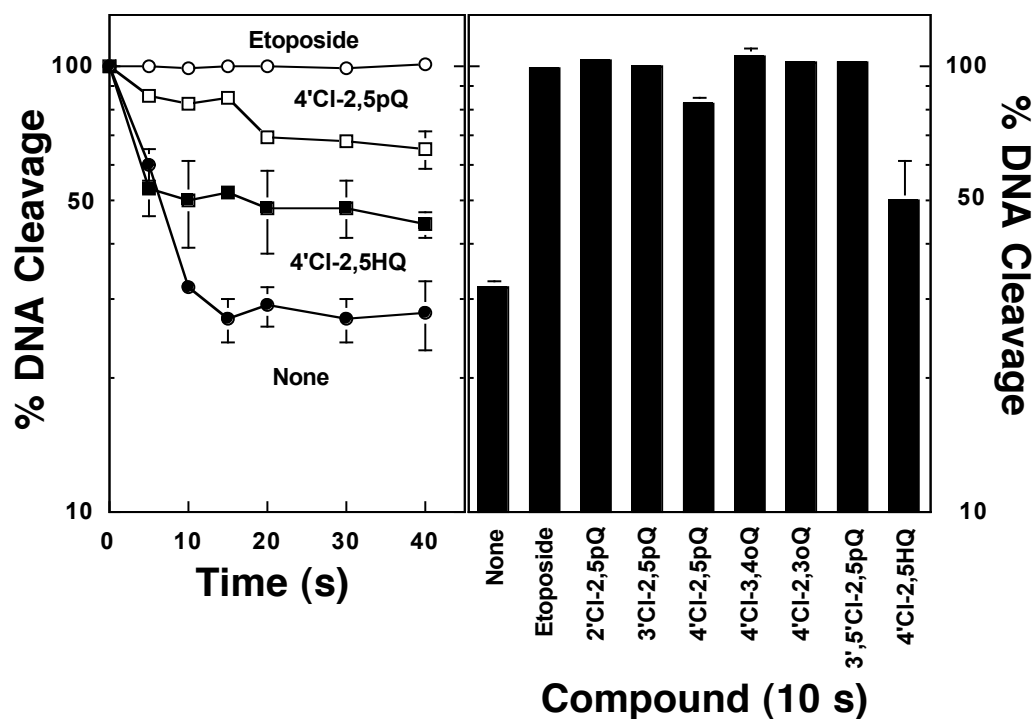 Etoposide
4'Cl-2,5pQ
4'Cl-2,5HQ
None
% DNA Cleavage
100
50
10
0
10
20
30
40
Time (s)
100
50
10
% DNA Cleavage
None
Etoposide
2'Cl-2,5pQ
3'Cl-2,5pQ
4'Cl-2,5pQ
4'Cl-3,4oQ
4'Cl-2,3oQ
3',5'Cl-2,5pQ
4'Cl-2,5HQ
Compound (10 s)